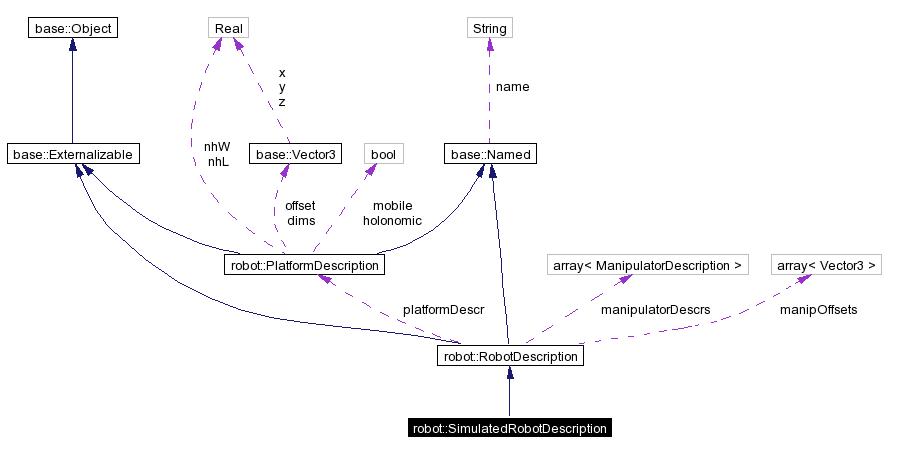 base::Object
Real
String
x
y
z
name
nhW
nhL
base::Externalizable
base::Vector3
bool
base::Named
offset
dims
mobile
holonomic
robot::PlatformDescription
array< ManipulatorDescription >
array< Vector3 >
platformDescr
manipulatorDescrs
manipOffsets
robot::RobotDescription
robot::SimulatedRobotDescription